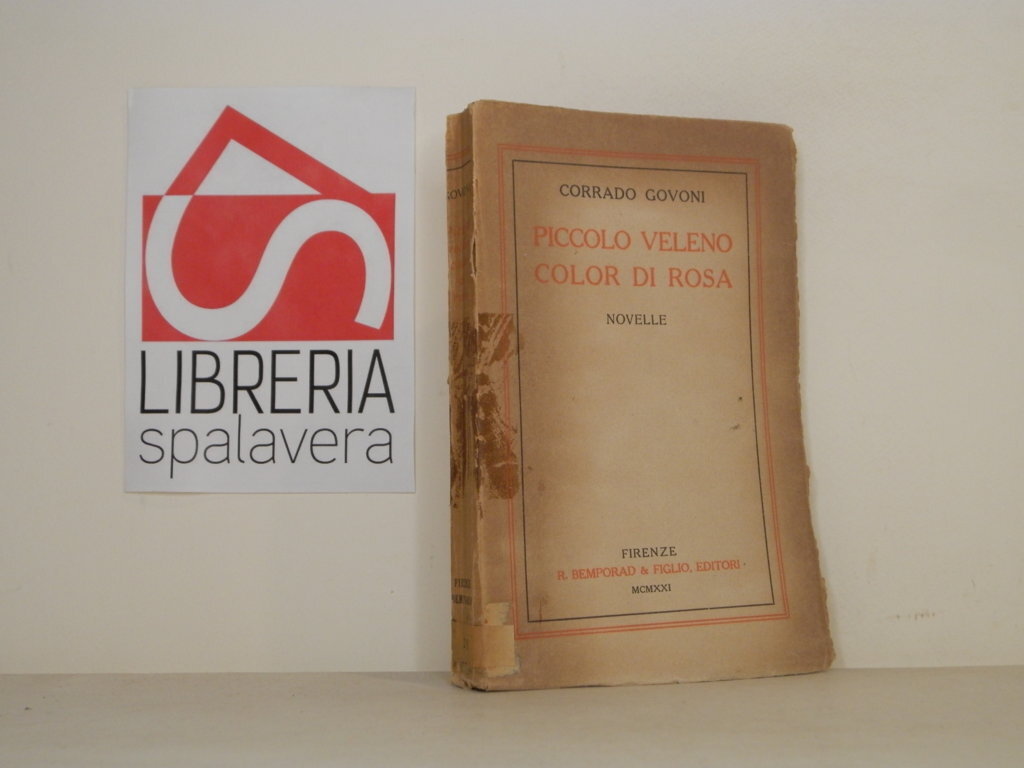 LIBRERIA
spalavera
CORRADO GOVONI
PICCOLO VELENO
COLOR DI ROSA
NOVELLE
FIRENZE
R. BEMPORAD & FIGLIO, EDITORI
MCMXXI